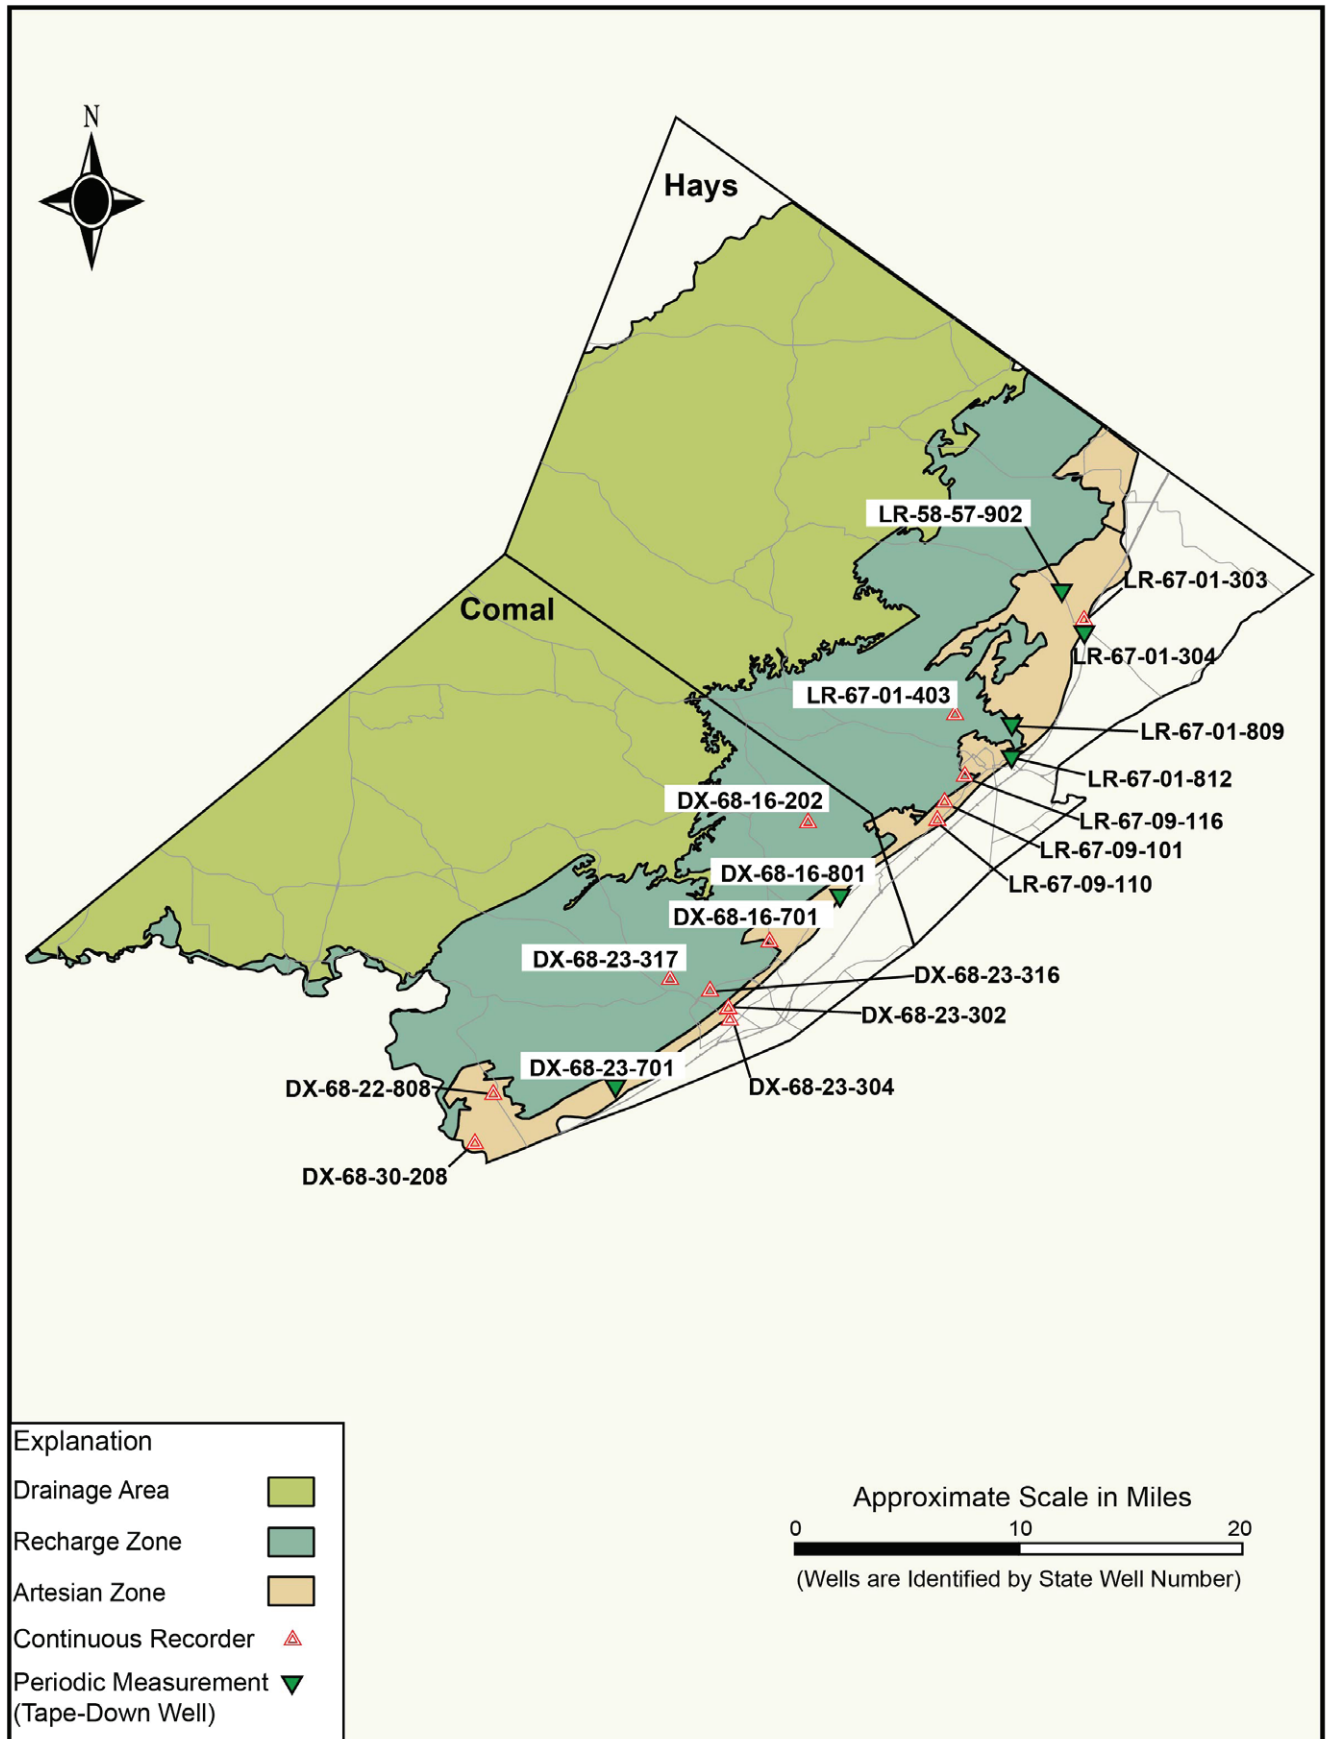 N
Hays
LR-58-57-902
LR-67-01-303
Comal
LR-67-01-304
LR-67-01-403
LR-67-01-809
LR-67-01-812
DX-68-16-202
LR-67-09-116
LR-67-09-101
DX-68-16-801
LR-67-09-110
DX-68-16-701
DX-68-23-317
DX-68-23-316
DX-68-23-302
DX-68-23-701
DX-68-22-808
DX-68-23-304
DX-68-30-208
Explanation
Drainage Area
Recharge Zone
Artesian Zone
Continuous Recorder
Periodic Measurement
(Tape-Down Well)
Approximate Scale in Miles
0 10 20
(Wells are Identified by State Well Number)